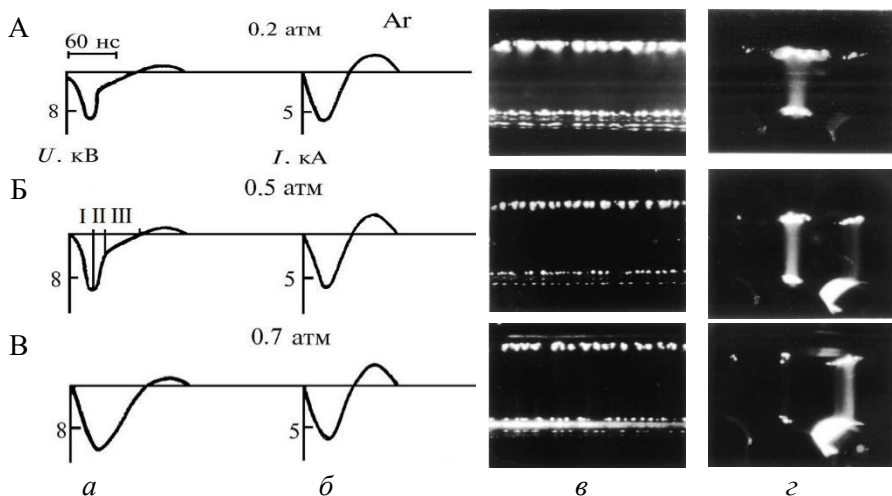 А
60 нс
0.2 атм
Ar
8
5
U. кВ
I. кА
Б
0.5 атм
I II III
8
5
В
0.7 атм
8
5
а б в г